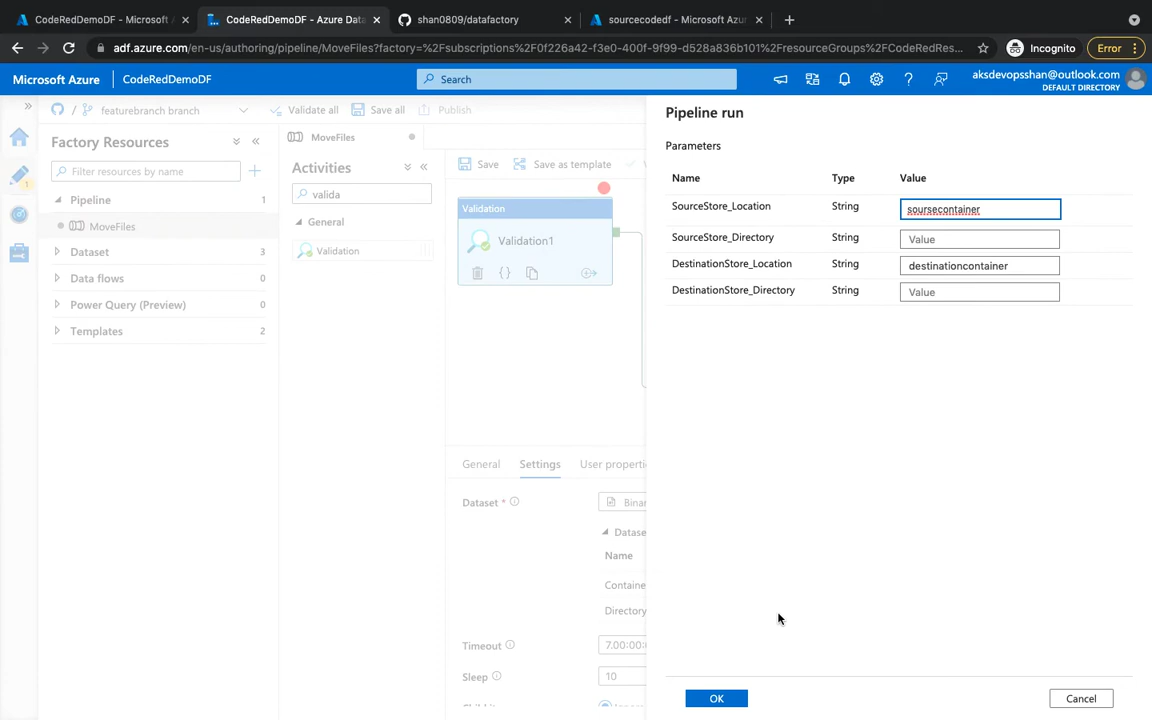 CodeRedDemoDF - Microsoft A
CodeRedDemoDF - Azure Data
shan0809/datafactory
sourcecodedf - Microsoft Azu
adf.azure.com/en-us/authoring/pipeline/MoveFiles?factory=%2Fsubscriptions%2F0f226a42-f3e0-400f-9f99-d528a836b101%2FresourceGroups%2FCodeRedRes...
Incognito
Error
Microsoft Azure
CodeRedDemoDF
Search
aksdevopsshan@outlook.com
DEFAULT DIRECTORY
/ featurebranch branch
Validate all
Save all
Publish
Factory Resources
Filter resources by name
Pipeline 1
MoveFiles
Dataset 3
Data flows 0
Power Query (Preview) 0
Templates 2
MoveFiles
Activities
valida
General
Validation
Save
Save as template
Validation
Validation1
General
Settings
User properti
Dataset *
Binar
Datase
Name
Containe
Directory
Timeout
7.00:00:0
Sleep
10
Pipeline run
Parameters
Name Type Value
SourceStore_Location String soursecontainer
SourceStore_Directory String Value
DestinationStore_Location String destinationcontainer
DestinationStore_Directory String Value
OK
Cancel